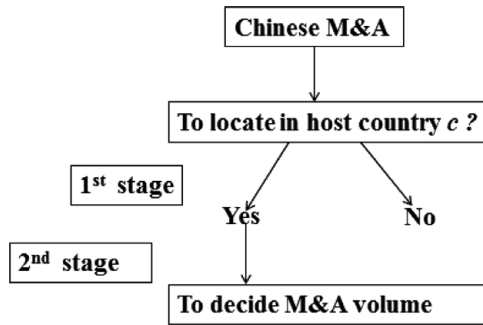 Chinese M&A
To locate in host country c ?
1st stage
Yes
No
2nd stage
To decide M&A volume